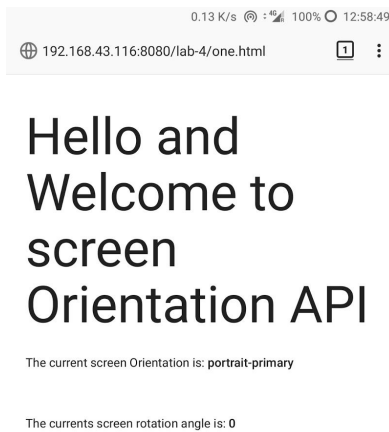 0.13 K/s 4G 100% 12:58:49
192.168.43.116:8080/lab-4/one.html 1
Hello and
Welcome to
screen
Orientation API
The current screen Orientation is: portrait-primary
The currents screen rotation angle is: 0